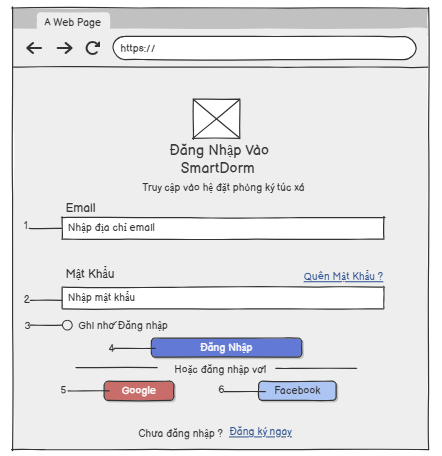 A Web Page
https://
Đăng Nhập Vào
SmartDorm
Truy cập vào hệ đặt phòng ký túc xá
Email
1
Nhập địa chỉ email
Mật Khẩu
Quên Mật Khẩu ?
2
Nhập mật khẩu
3
Ghi nhớ Đăng nhập
4
Đăng Nhập
Hoặc đăng nhập với
5
Google
6
Facebook
Chưa đăng nhập ? Đăng ký ngay